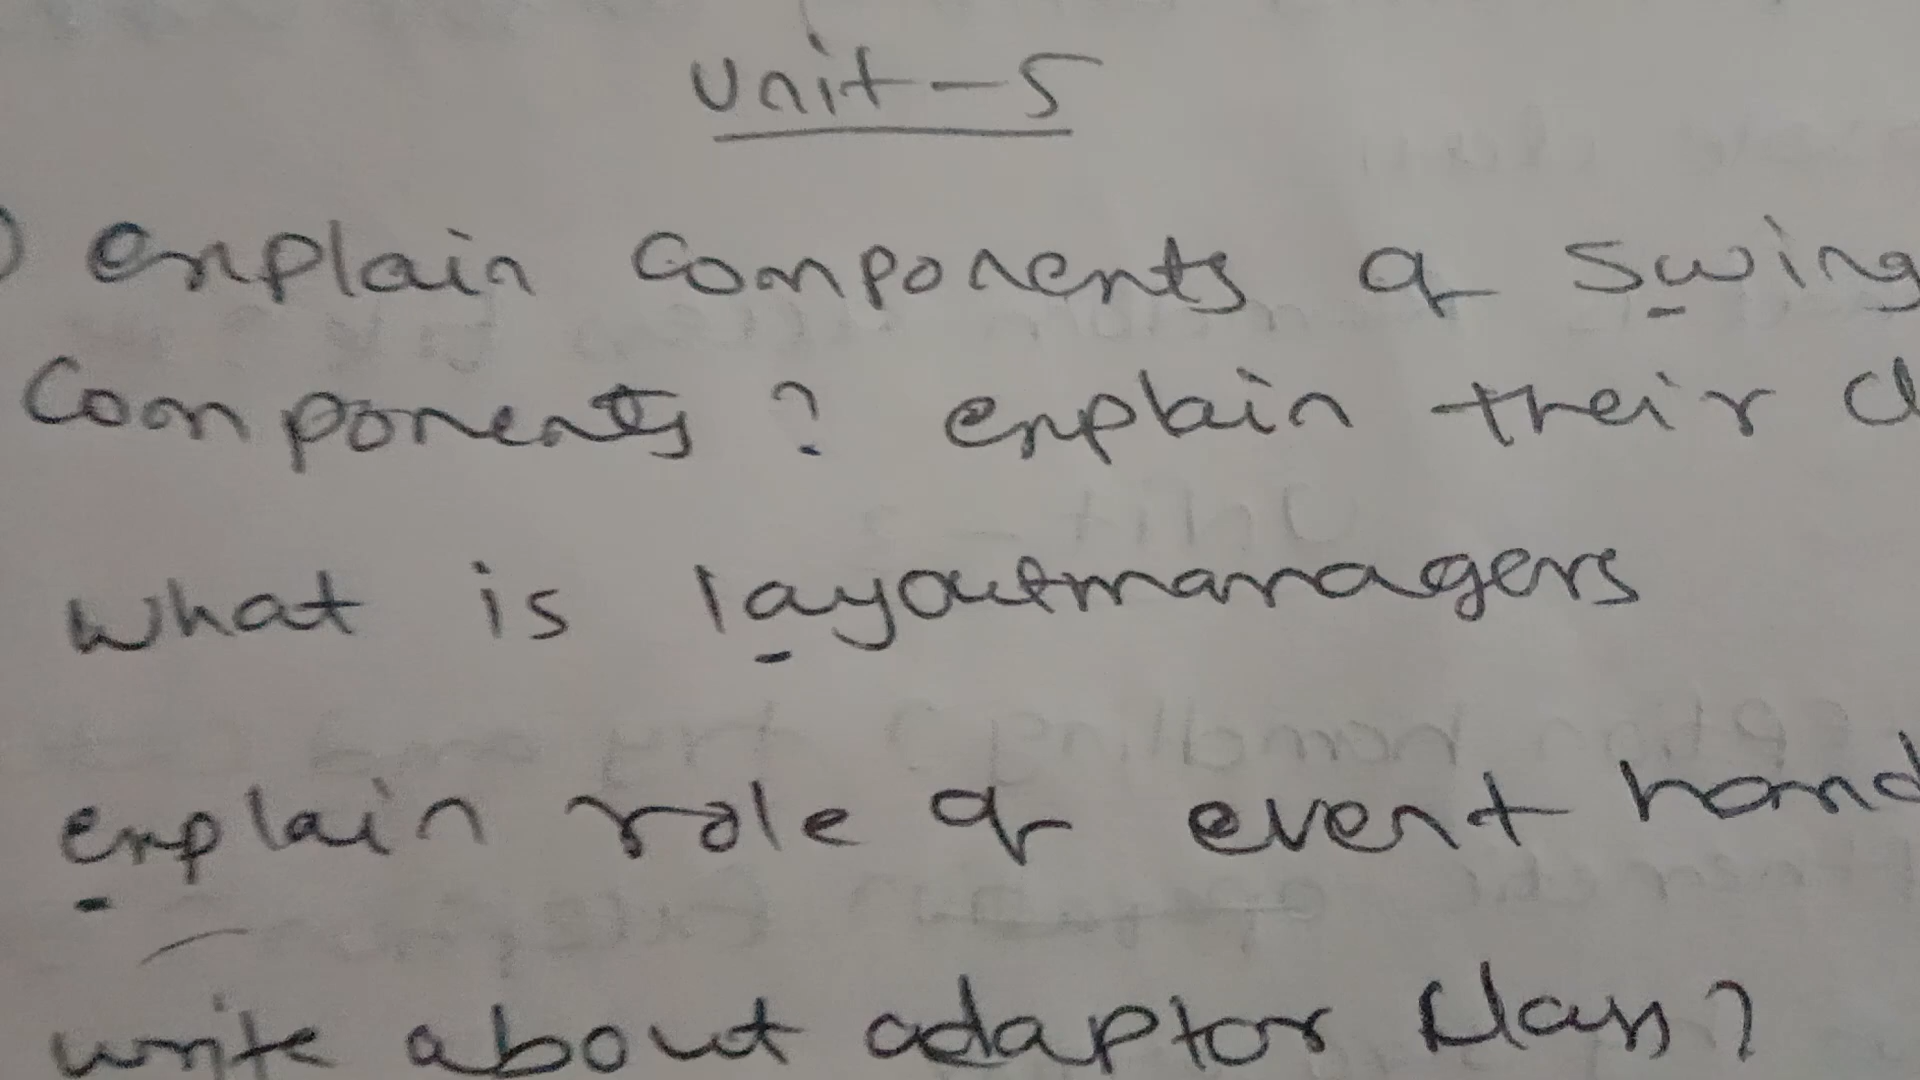 Unit-5
) explain components of swing
Components? explain their
what is layoutmanagers
explain role of event hand
write about adaptor class?